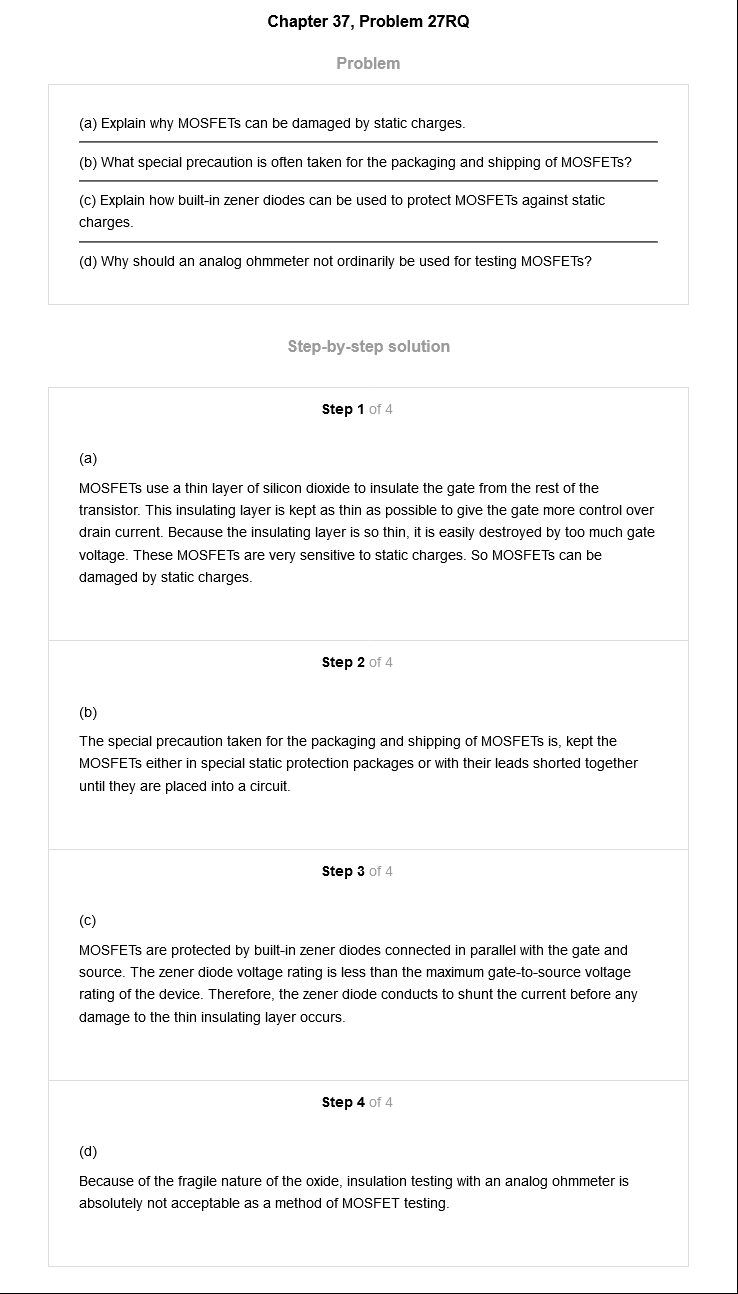 Chapter 37, Problem 27RQ
Problem
(a) Explain why MOSFETs can be damaged by static charges.
(b) What special precaution is often taken for the packaging and shipping of MOSFETs?
(c) Explain how built-in zener diodes can be used to protect MOSFETs against static
charges.
(d) Why should an analog ohmmeter not ordinarily be used for testing MOSFETs?
Step-by-step solution
Step 1 of 4
(a)
MOSFETs use a thin layer of silicon dioxide to insulate the gate from the rest of the
transistor. This insulating layer is kept as thin as possible to give the gate more control over
drain current. Because the insulating layer is so thin, it is easily destroyed by too much gate
voltage. These MOSFETs are very sensitive to static charges. So MOSFETs can be
damaged by static charges.
Step 2 of 4
(b)
The special precaution taken for the packaging and shipping of MOSFETs is, kept the
MOSFETs either in special static protection packages or with their leads shorted together
until they are placed into a circuit.
Step 3 of 4
(c)
MOSFETs are protected by built-in zener diodes connected in parallel with the gate and
source. The zener diode voltage rating is less than the maximum gate-to-source voltage
rating of the device. Therefore, the zener diode conducts to shunt the current before any
damage to the thin insulating layer occurs.
Step 4 of 4
(d)
Because of the fragile nature of the oxide, insulation testing with an analog ohmmeter is
absolutely not acceptable as a method of MOSFET testing.